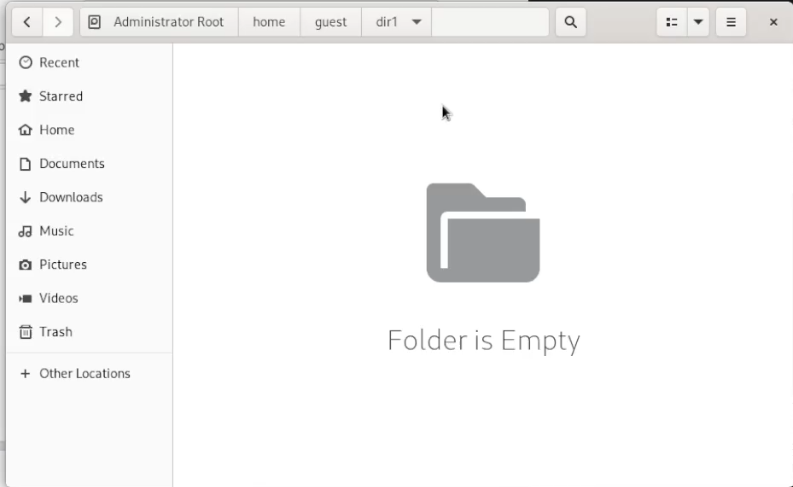 Administrator Root home guest dir1
Recent
Starred
Home
Documents
Downloads
Music
Pictures
Videos
Trash
+ Other Locations
Folder is Empty